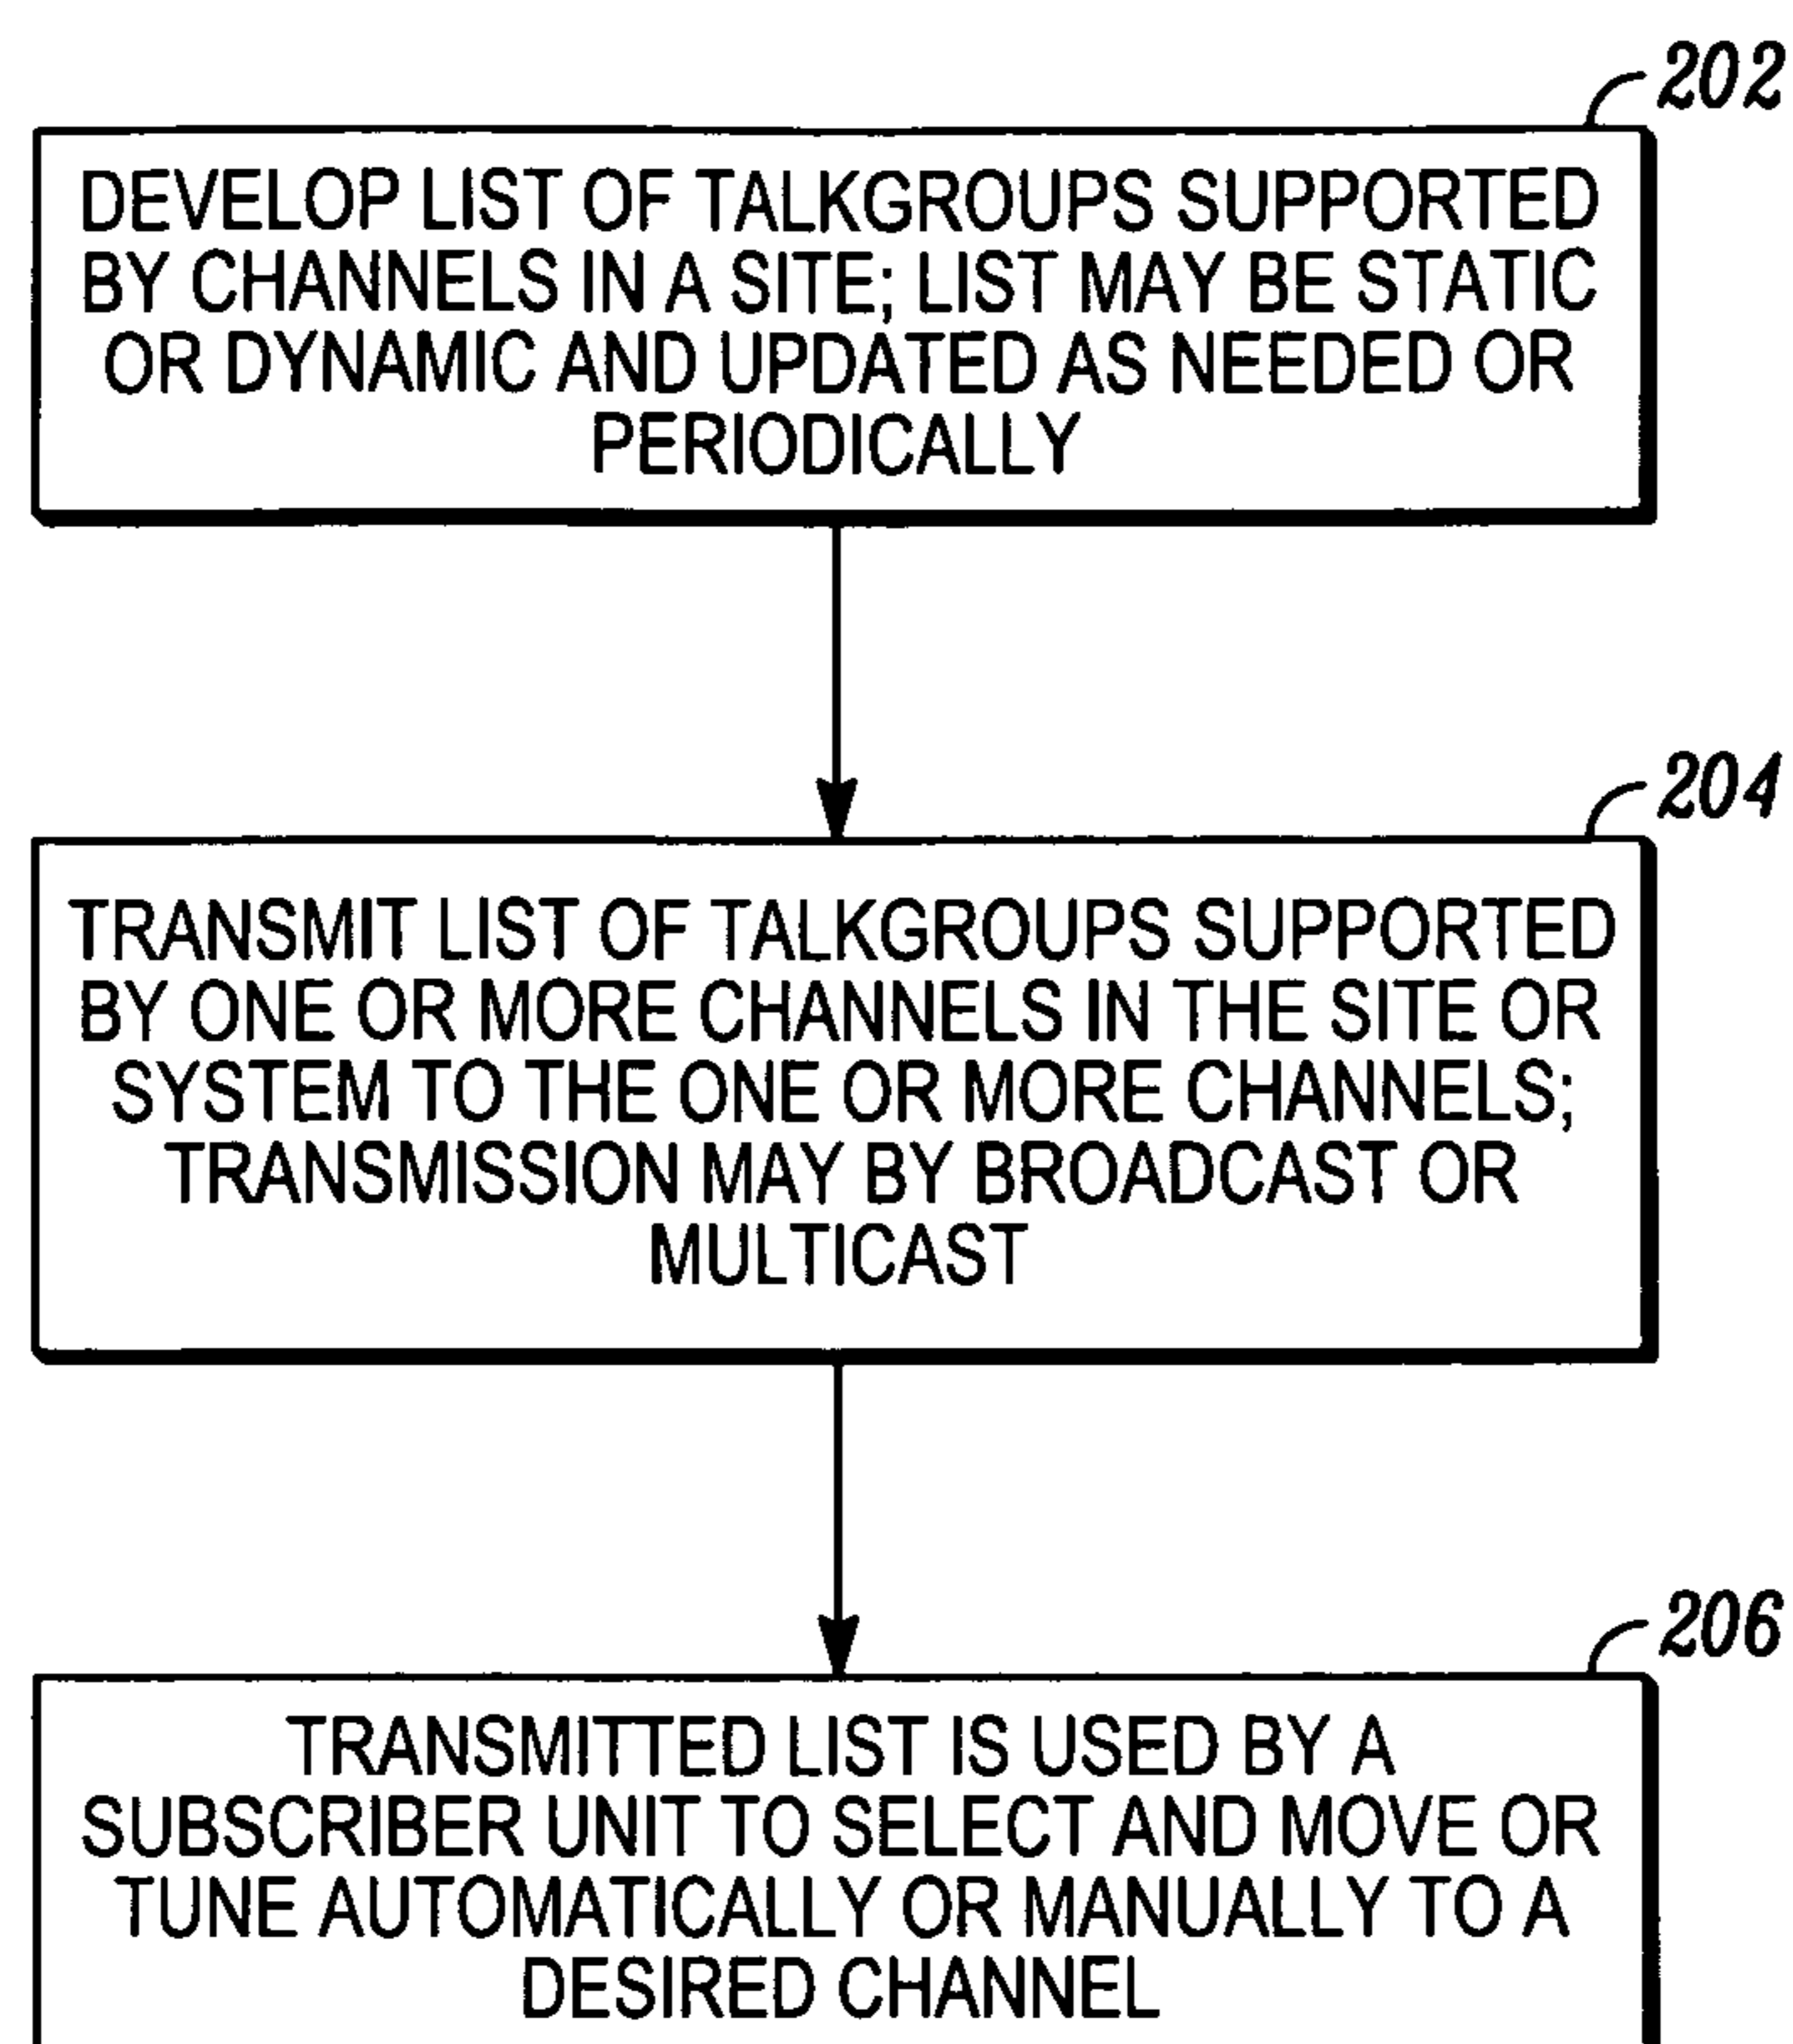 202
DEVELOP LIST OF TALKGROUPS SUPPORTED
BY CHANNELS IN A SITE; LIST MAY BE STATIC
OR DYNAMIC AND UPDATED AS NEEDED OR
PERIODICALLY
204
TRANSMIT LIST OF TALKGROUPS SUPPORTED
BY ONE OR MORE CHANNELS IN THE SITE OR
SYSTEM TO THE ONE OR MORE CHANNELS;
TRANSMISSION MAY BY BROADCAST OR
MULTICAST
206
TRANSMITTED LIST IS USED BY A
SUBSCRIBER UNIT TO SELECT AND MOVE OR
TUNE AUTOMATICALLY OR MANUALLY TO A
DESIRED CHANNEL